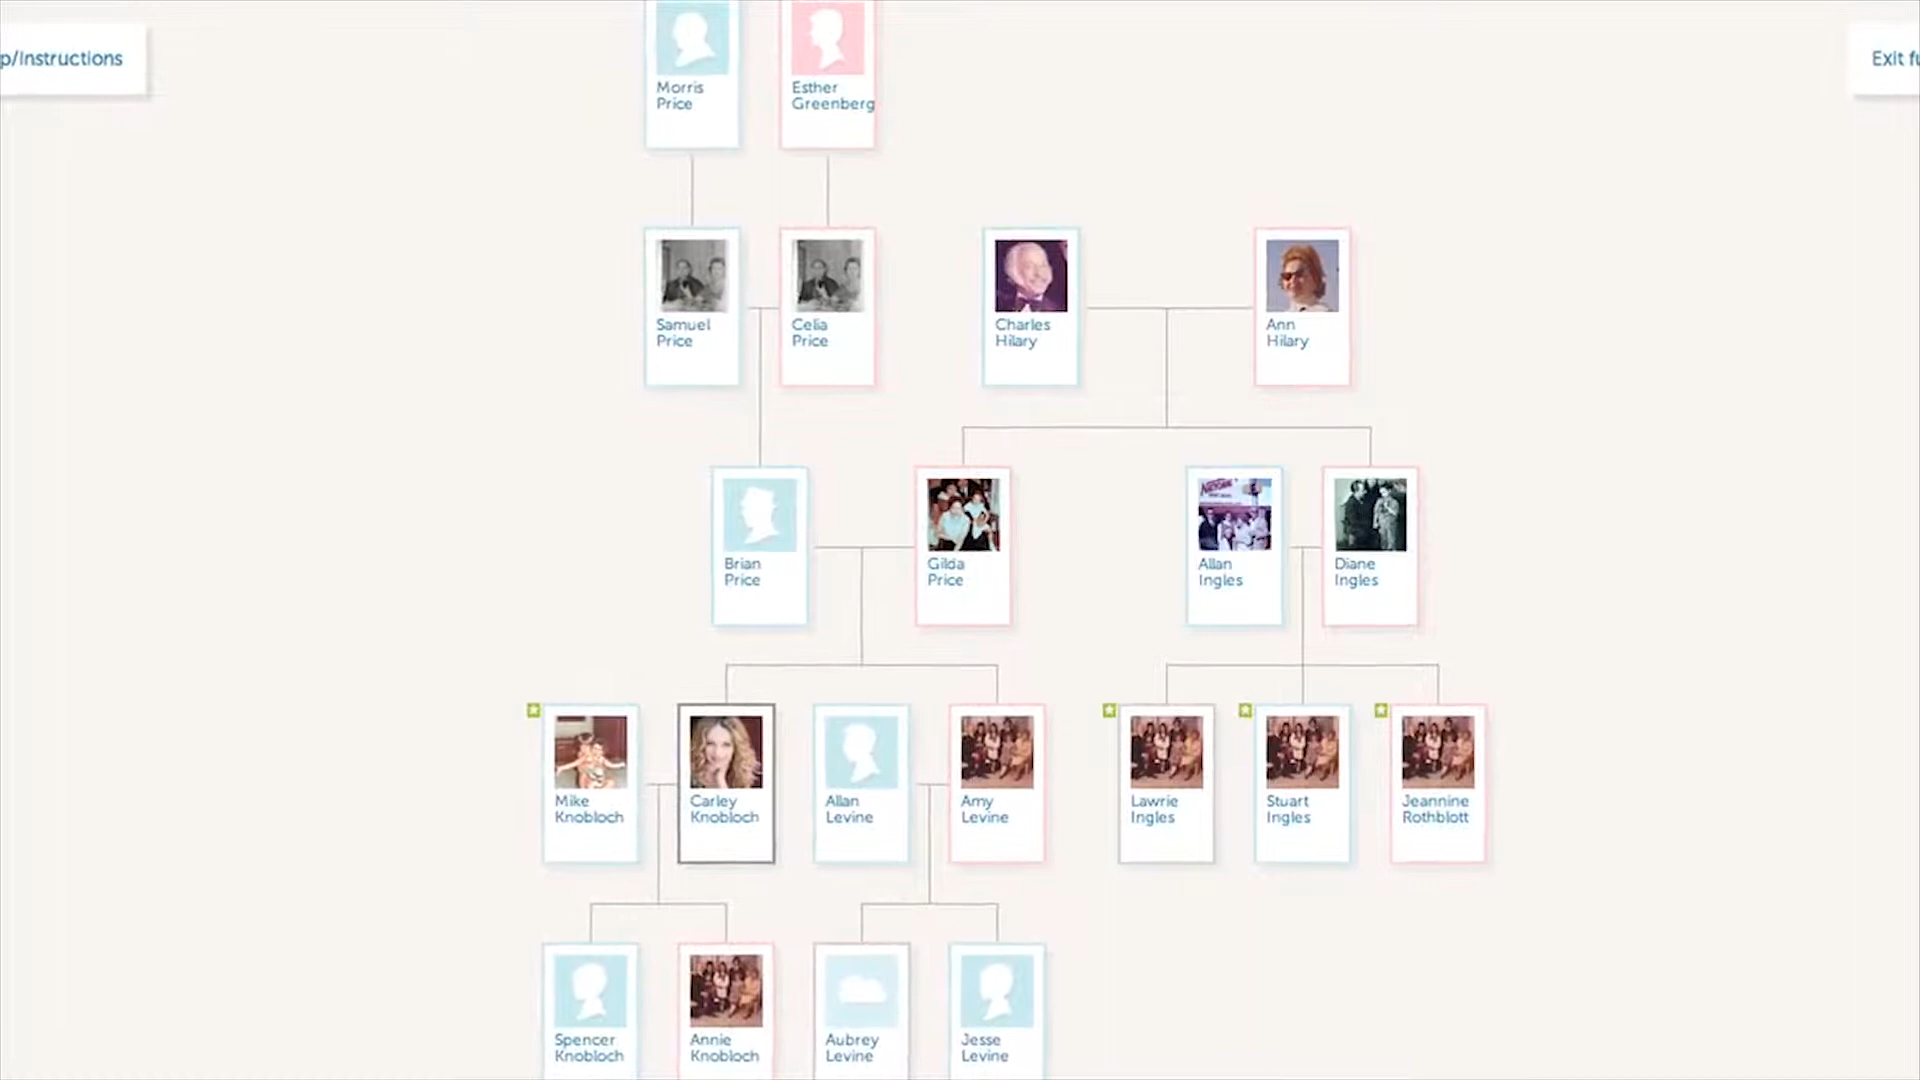 p/Instructions
Exit fu
Morris
Price
Esther
Greenberg
Samuel
Price
Celia
Price
Charles
Hilary
Ann
Hilary
Brian
Price
Gilda
Price
Allan
Ingles
Diane
Ingles
Mike
Knobloch
Carley
Knobloch
Allan
Levine
Amy
Levine
Lawrie
Ingles
Stuart
Ingles
Jeannine
Rothblott
Spencer
Knobloch
Annie
Knobloch
Aubrey
Levine
Jesse
Levine